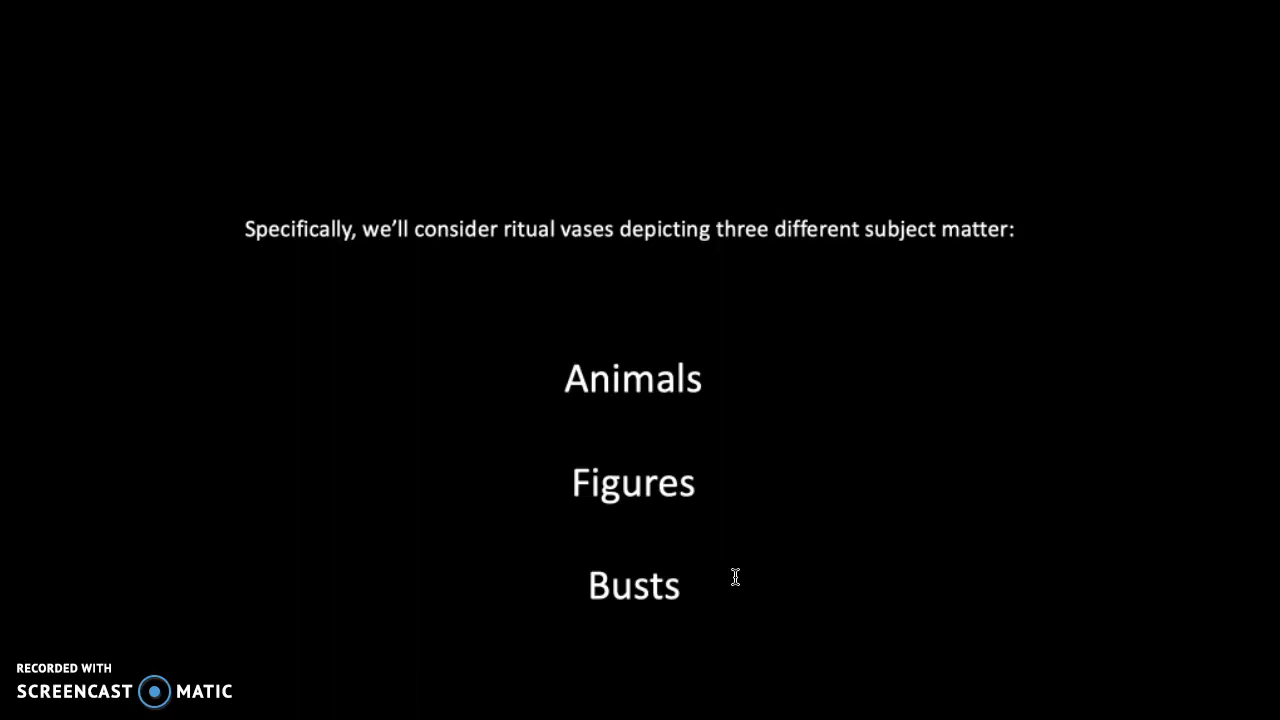 Specifically, we’ll consider ritual vases depicting three different subject matter:
Animals
Figures
Busts
RECORDED WITH
SCREENCAST MATIC